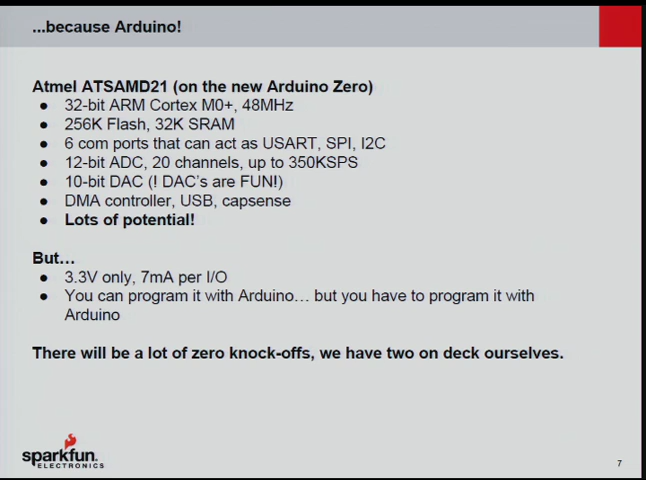 ...because Arduino!
Atmel ATSAMD21 (on the new Arduino Zero)
● 32-bit ARM Cortex M0+, 48MHz
● 256K Flash, 32K SRAM
● 6 com ports that can act as USART, SPI, I2C
● 12-bit ADC, 20 channels, up to 350KSPS
● 10-bit DAC (! DAC's are FUN!)
● DMA controller, USB, capsense
● Lots of potential!
But...
● 3.3V only, 7mA per I/O
● You can program it with Arduino... but you have to program it with
Arduino
There will be a lot of zero knock-offs, we have two on deck ourselves.
sparkfun
ELECTRONICS
7